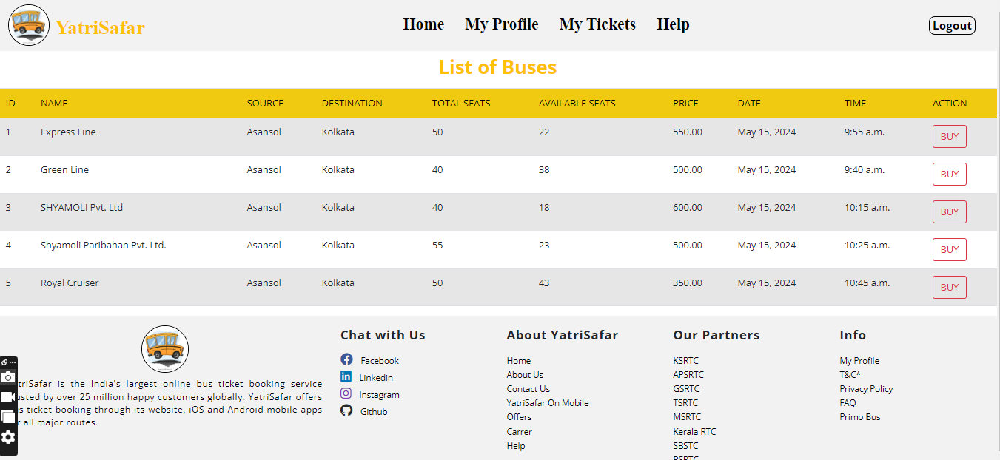 YatriSafar Home My Profile My Tickets Help Logout
List of Buses
ID NAME SOURCE DESTINATION TOTAL SEATS AVAILABLE SEATS PRICE DATE TIME ACTION
1 Express Line Asansol Kolkata 50 22 550.00 May 15, 2024 9:55 a.m. BUY
2 Green Line Asansol Kolkata 40 38 500.00 May 15, 2024 9:40 a.m. BUY
3 SHYAMOLI Pvt. Ltd Asansol Kolkata 40 18 600.00 May 15, 2024 10:15 a.m. BUY
4 Shyamoli Paribahan Pvt. Ltd. Asansol Kolkata 55 23 500.00 May 15, 2024 10:25 a.m. BUY
5 Royal Cruiser Asansol Kolkata 50 43 350.00 May 15, 2024 10:45 a.m. BUY
triSafar is the India's largest online bus ticket booking service
usted by over 25 million happy customers globally. YatriSafar offers
s ticket booking through its website, iOS and Android mobile apps
r all major routes.
Chat with Us
Facebook
Linkedin
Instagram
Github
About YatriSafar
Home
About Us
Contact Us
YatriSafar On Mobile
Offers
Carrer
Help
Our Partners
KSRTC
APSRTC
GSRTC
TSRTC
MSRTC
Kerala RTC
SBSTC
Info
My Profile
T&C*
Privacy Policy
FAQ
Primo Bus